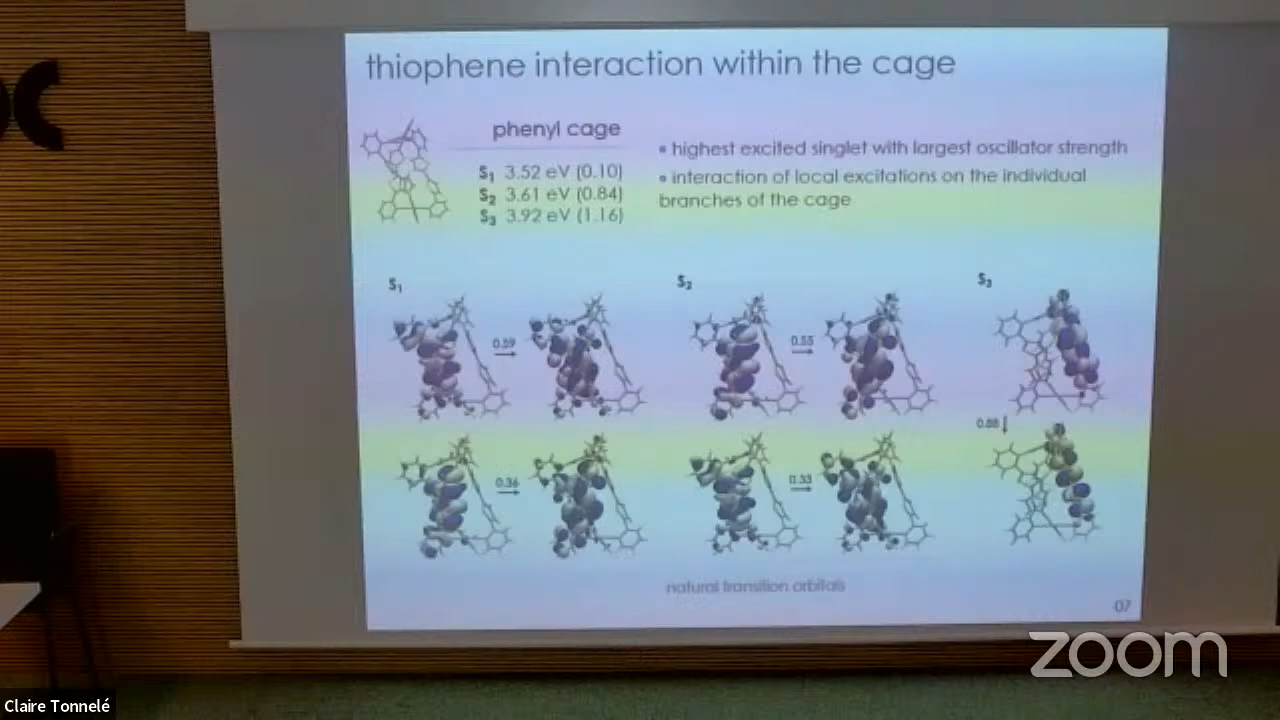 thiophene interaction within the cage
phenyl cage
S1 3.52 eV (0.10)
S2 3.61 eV (0.84)
S3 3.92 eV (1.16)
• highest excited singlet with largest oscillator strength
• interaction of local excitations on the individual
branches of the cage
S1
S2
S3
0.59
0.55
0.88
0.36
0.33
natural transition orbitals
07
zoom
Claire Tonnelé